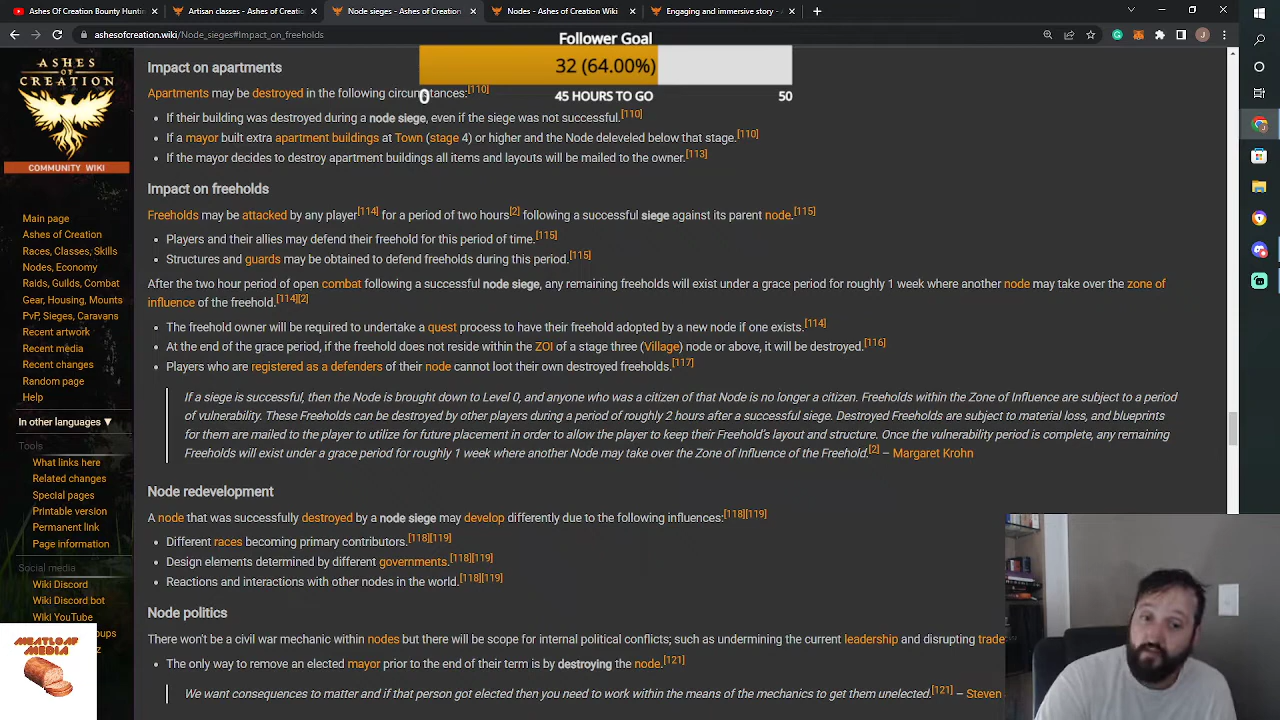 Ashes of Creation Bounty Hunting
Artisan classes - Ashes of Creatio
Node sieges - Ashes of Creation
Nodes - Ashes of Creation Wiki
Engaging and immersive story -
ashesofcreation.wiki/Node_sieges#Impact_on_freeholds
Follower Goal
32 (64.00%)
0 45 HOURS TO GO 50
ASHES
OF
CREATION
COMMUNITY WIKI
Main page
Ashes of Creation
Races, Classes, Skills
Nodes, Economy
Raids, Guilds, Combat
Gear, Housing, Mounts
PvP, Sieges, Caravans
Recent artwork
Recent media
Recent changes
Random page
Help
In other languages ▼
Tools
What links here
Related changes
Special pages
Printable version
Permanent link
Page information
Social media
Wiki Discord
Wiki Discord bot
Wiki YouTube
MEATLOAF
MEDIA
Impact on apartments
Apartments may be destroyed in the following circumstances:[110]
• If their building was destroyed during a node siege, even if the siege was not successful.[110]
• If a mayor built extra apartment buildings at Town (stage 4) or higher and the Node deleveled below that stage.[110]
• If the mayor decides to destroy apartment buildings all items and layouts will be mailed to the owner.[113]
Impact on freeholds
Freeholds may be attacked by any player[114] for a period of two hours[2] following a successful siege against its parent node.[115]
• Players and their allies may defend their freehold for this period of time.[115]
• Structures and guards may be obtained to defend freeholds during this period.[115]
After the two hour period of open combat following a successful node siege, any remaining freeholds will exist under a grace period for roughly 1 week where another node may take over the zone of
influence of the freehold.[114][2]
• The freehold owner will be required to undertake a quest process to have their freehold adopted by a new node if one exists.[114]
• At the end of the grace period, if the freehold does not reside within the ZOI of a stage three (Village) node or above, it will be destroyed.[116]
• Players who are registered as a defenders of their node cannot loot their own destroyed freeholds.[117]
If a siege is successful, then the Node is brought down to Level 0, and anyone who was a citizen of that Node is no longer a citizen. Freeholds within the Zone of Influence are subject to a period
of vulnerability. These Freeholds can be destroyed by other players during a period of roughly 2 hours after a successful siege. Destroyed Freeholds are subject to material loss, and blueprints
for them are mailed to the player to utilize for future placement in order to allow the player to keep their Freehold's layout and structure. Once the vulnerability period is complete, any remaining
Freeholds will exist under a grace period for roughly 1 week where another Node may take over the Zone of Influence of the Freehold.[2] – Margaret Krohn
Node redevelopment
A node that was successfully destroyed by a node siege may develop differently due to the following influences:[118][119]
• Different races becoming primary contributors.[118][119]
• Design elements determined by different governments.[118][119]
• Reactions and interactions with other nodes in the world.[118][119]
Node politics
There won't be a civil war mechanic within nodes but there will be scope for internal political conflicts; such as undermining the current leadership and disrupting trade
• The only way to remove an elected mayor prior to the end of their term is by destroying the node.[121]
We want consequences to matter and if that person got elected then you need to work within the means of the mechanics to get them unelected.[121] – Steven